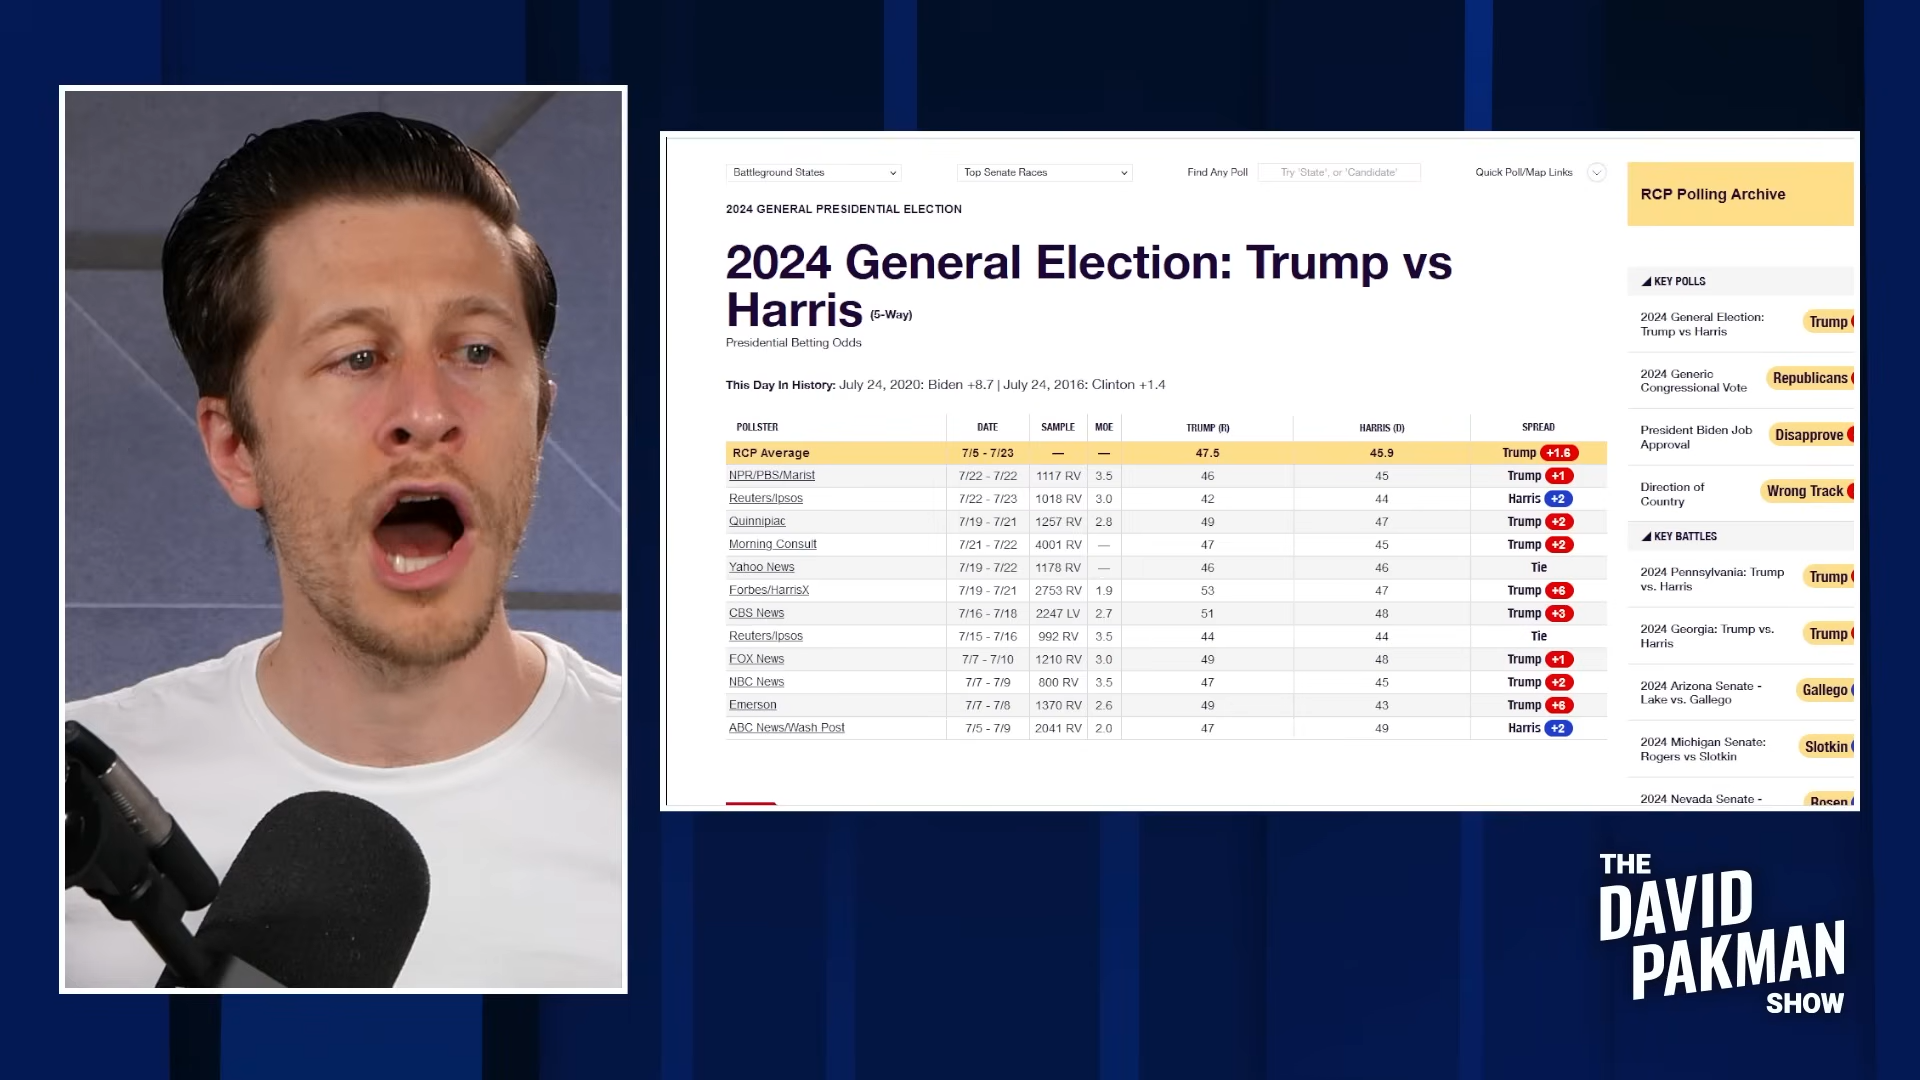 Battleground States
Top Senate Races
Find Any Poll
Try 'State', or 'Candidate'
Quick Poll/Map Links
2024 GENERAL PRESIDENTIAL ELECTION
2024 General Election: Trump vs
Harris (5-Way)
Presidential Betting Odds
This Day In History: July 24, 2020: Biden +8.7 | July 24, 2016: Clinton +1.4
POLLSTER DATE SAMPLE MOE TRUMP (R) HARRIS (D) SPREAD
RCP Average 7/5 - 7/23 — — 47.5 45.9 Trump +1.6
NPR/PBS/Marist 7/22 - 7/22 1117 RV 3.5 46 45 Trump +1
Reuters/Ipsos 7/22 - 7/23 1018 RV 3.0 42 44 Harris +2
Quinnipiac 7/19 - 7/21 1257 RV 2.8 49 47 Trump +2
Morning Consult 7/21 - 7/22 4001 RV — 47 45 Trump +2
Yahoo News 7/19 - 7/22 1178 RV — 46 46 Tie
Forbes/HarrisX 7/19 - 7/21 2753 RV 1.9 53 47 Trump +6
CBS News 7/16 - 7/18 2247 LV 2.7 51 48 Trump +3
Reuters/Ipsos 7/15 - 7/16 992 RV 3.5 44 44 Tie
FOX News 7/7 - 7/10 1210 RV 3.0 49 48 Trump +1
NBC News 7/7 - 7/9 800 RV 3.5 47 45 Trump +2
Emerson 7/7 - 7/8 1370 RV 2.6 49 43 Trump +6
ABC News/Wash Post 7/5 - 7/9 2041 RV 2.0 47 49 Harris +2
RCP Polling Archive
KEY POLLS
2024 General Election:
Trump vs Harris
Trump
2024 Generic
Congressional Vote
Republicans
President Biden Job
Approval
Disapprove
Direction of
Country
Wrong Track
KEY BATTLES
2024 Pennsylvania: Trump
vs. Harris
Trump
2024 Georgia: Trump vs.
Harris
Trump
2024 Arizona Senate -
Lake vs. Gallego
Gallego
2024 Michigan Senate:
Rogers vs Slotkin
Slotkin
2024 Nevada Senate -
Rosen
THE
DAVID
PAKMAN
SHOW